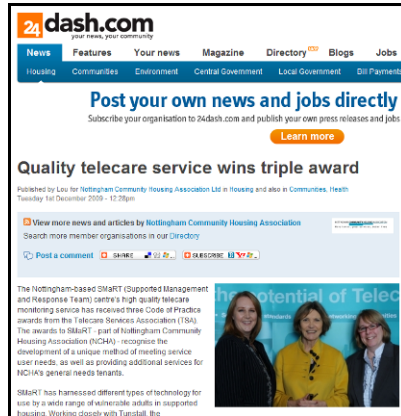 24dash.com
your news, your community
News Features Your news Magazine Directory Blogs Jobs
Housing Communities Environment Central Government Local Government Bill Payments
Post your own news and jobs directly
Subscribe your organisation to 24dash.com and publish your own press releases and jobs
Learn more
Quality telecare service wins triple award
Published by Lou for Nottingham Community Housing Association Ltd in Housing and also in Communities, Health
Tuesday 1st December 2009 - 12:28pm
View more news and articles by Nottingham Community Housing Association
Search more member organisations in our Directory
Post a comment SHARE SUBSCRIBE
The Nottingham-based SMaRT (Supported Management
and Response Team) centre's high quality telecare
monitoring service has received three Code of Practice
awards from the Telecare Services Association (TSA).
The awards to SMaRT - part of Nottingham Community
Housing Association (NCHA) - recognise the
development of a unique method of meeting service
user needs, as well as providing additional services for
NCHA's general needs tenants.
the potential of Telec
SMaRT has harnessed different types of technology for
use by a wide range of vulnerable adults in supported
housing. Working closely with Tunstall, the